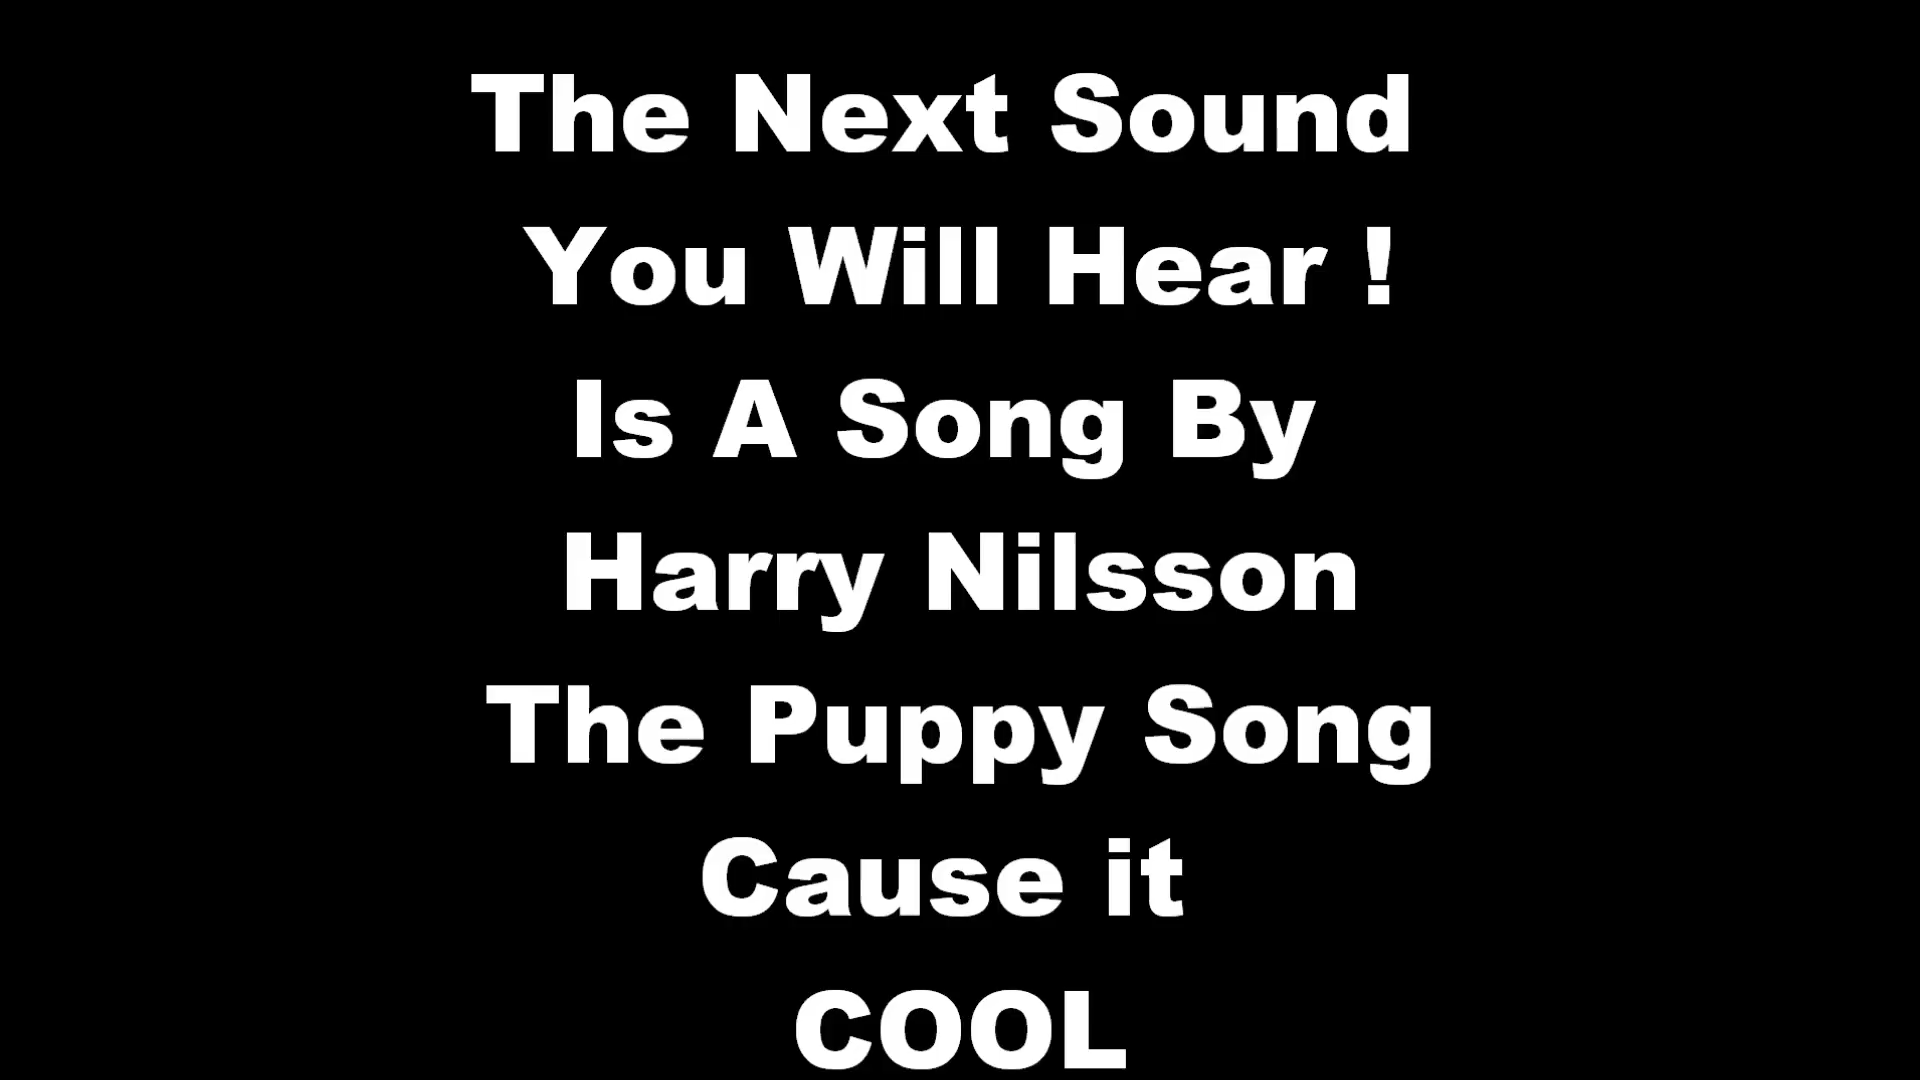 The Next Sound
You Will Hear !
Is A Song By
Harry Nilsson
The Puppy Song
Cause it
COOL